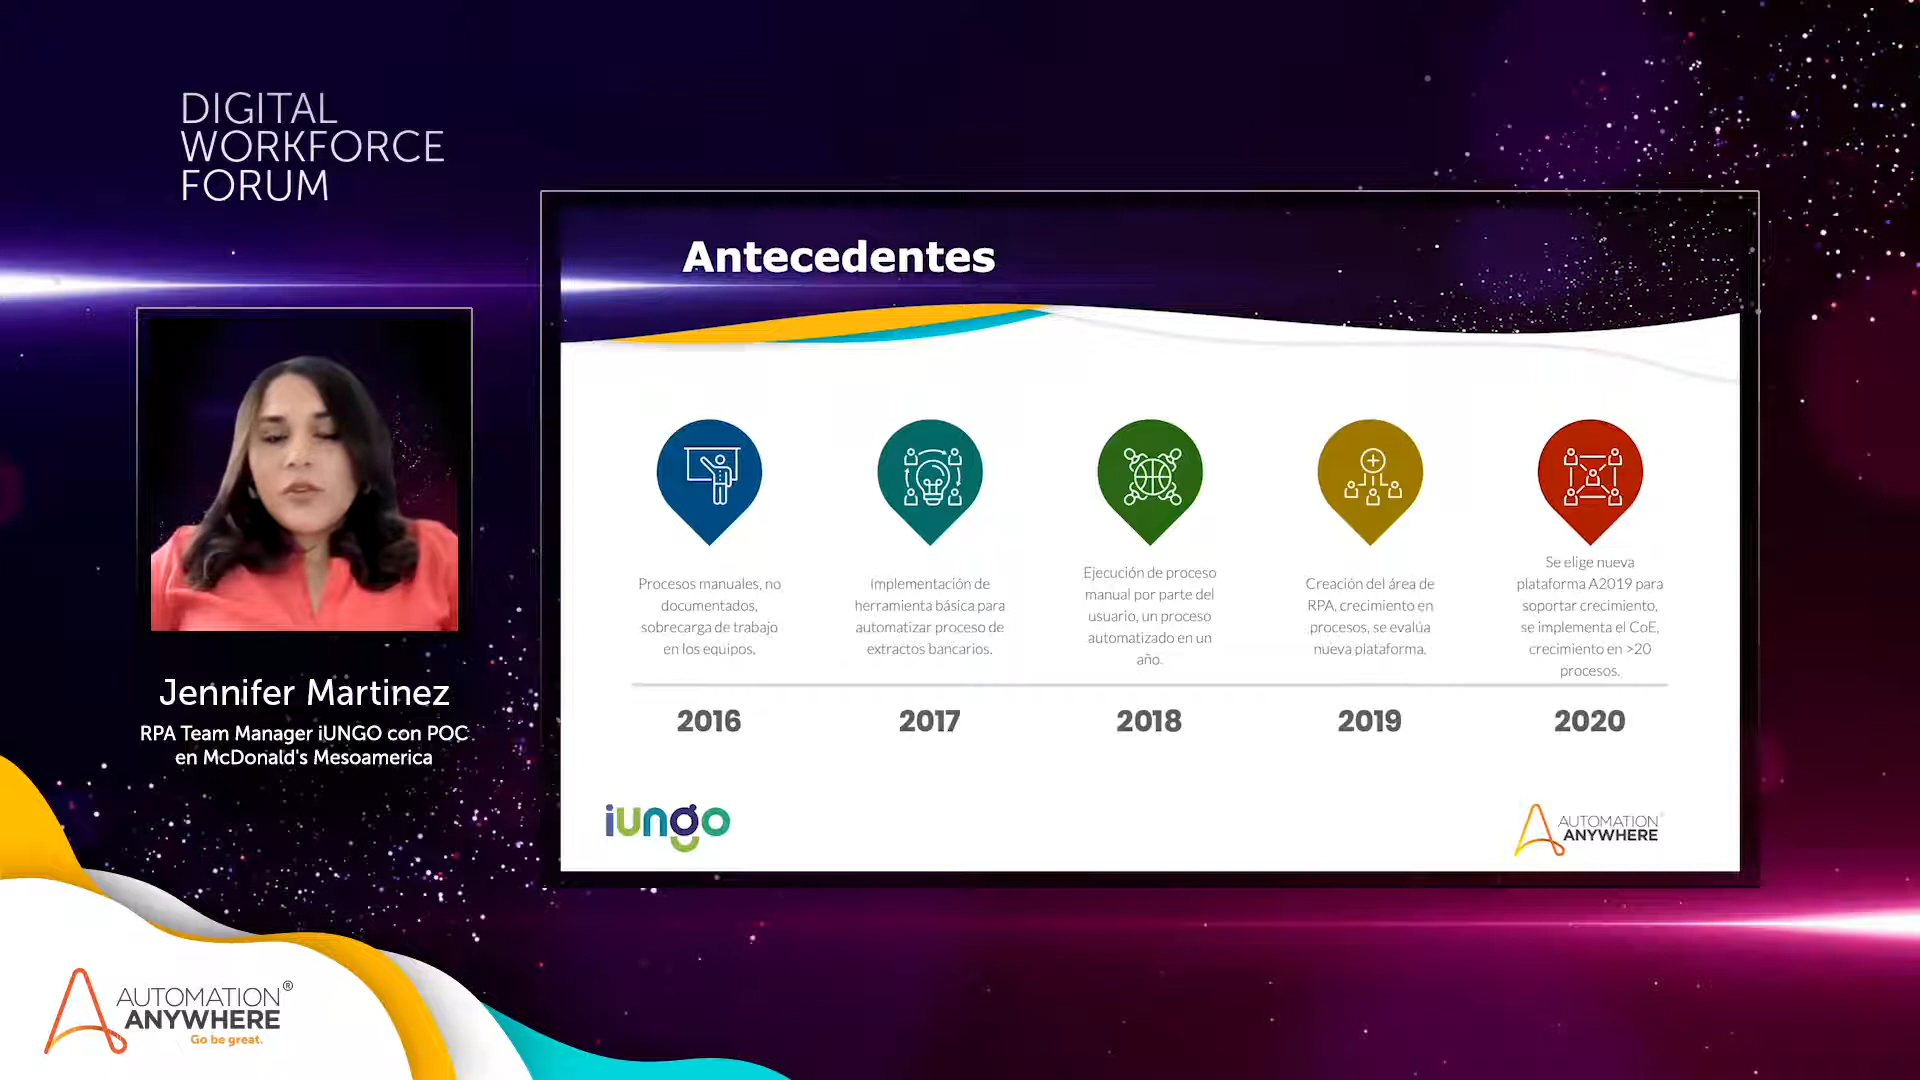 DIGITAL
WORKFORCE
FORUM
Antecedentes
Procesos manuales, no
documentados,
sobrecarga de trabajo
en los equipos.
Implementación de
herramienta básica para
automatizar proceso de
extractos bancarios.
Ejecución de proceso
manual por parte del
usuario, un proceso
automatizado en un
año.
Creación del área de
RPA, crecimiento en
procesos, se evalúa
nueva plataforma.
Se elige nueva
plataforma A2019 para
soportar crecimiento,
se implementa el CoE,
crecimiento en >20
procesos.
2016
2017
2018
2019
2020
iungo
AUTOMATION
ANYWHERE
Jennifer Martinez
RPA Team Manager iUNGO con POC
en McDonald's Mesoamerica
AUTOMATION®
ANYWHERE
Go be great.